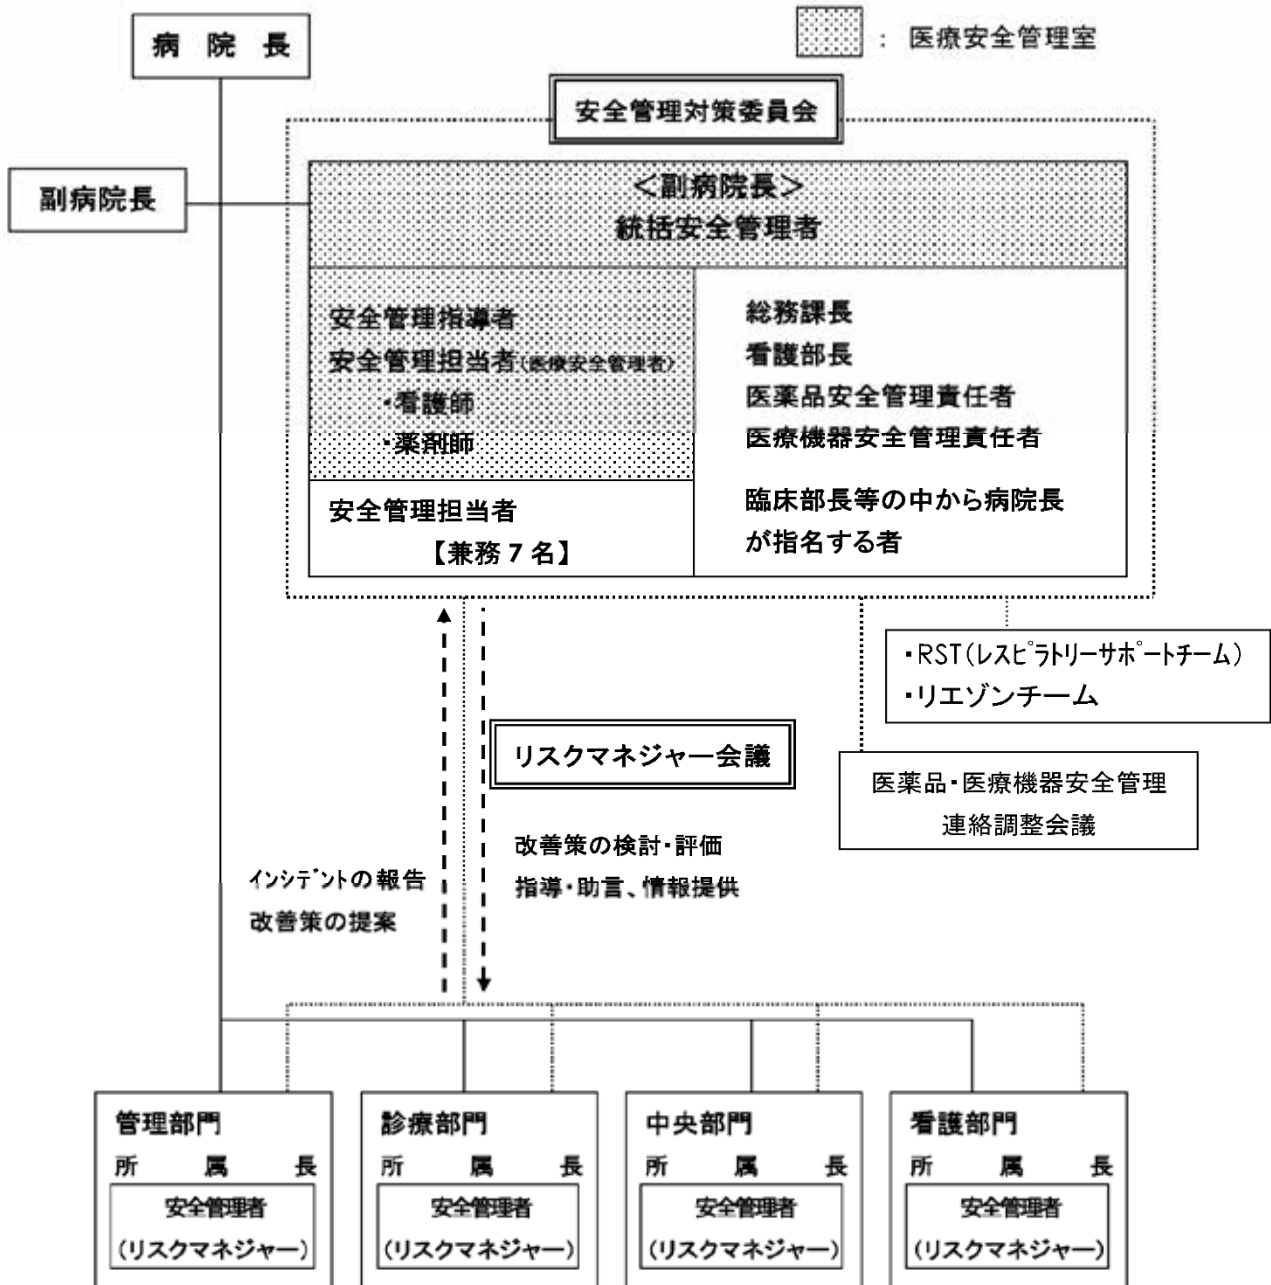 病院長
： 医療安全管理室
安全管理対策委員会
副病院長
＜副病院長＞
統括安全管理者
安全管理指導者
安全管理担当者(医療安全管理者)
・看護師
・薬剤師
安全管理担当者
【兼務７名】
総務課長
看護部長
医薬品安全管理責任者
医療機器安全管理責任者
臨床部長等の中から病院長
が指名する者
・RST(ﾚｽﾋﾟﾗﾄﾘｰｻﾎﾟｰﾄﾁｰﾑ)
・リエゾンチーム
リスクマネジャー会議
医薬品・医療機器安全管理
連絡調整会議
改善策の検討・評価
指導・助言、情報提供
ｲﾝｼﾃﾞﾝﾄの報告
改善策の提案
管理部門
所属長
安全管理者
(リスクマネジャー)
診療部門
所属長
安全管理者
(リスクマネジャー)
中央部門
所属長
安全管理者
(リスクマネジャー)
看護部門
所属長
安全管理者
(リスクマネジャー)